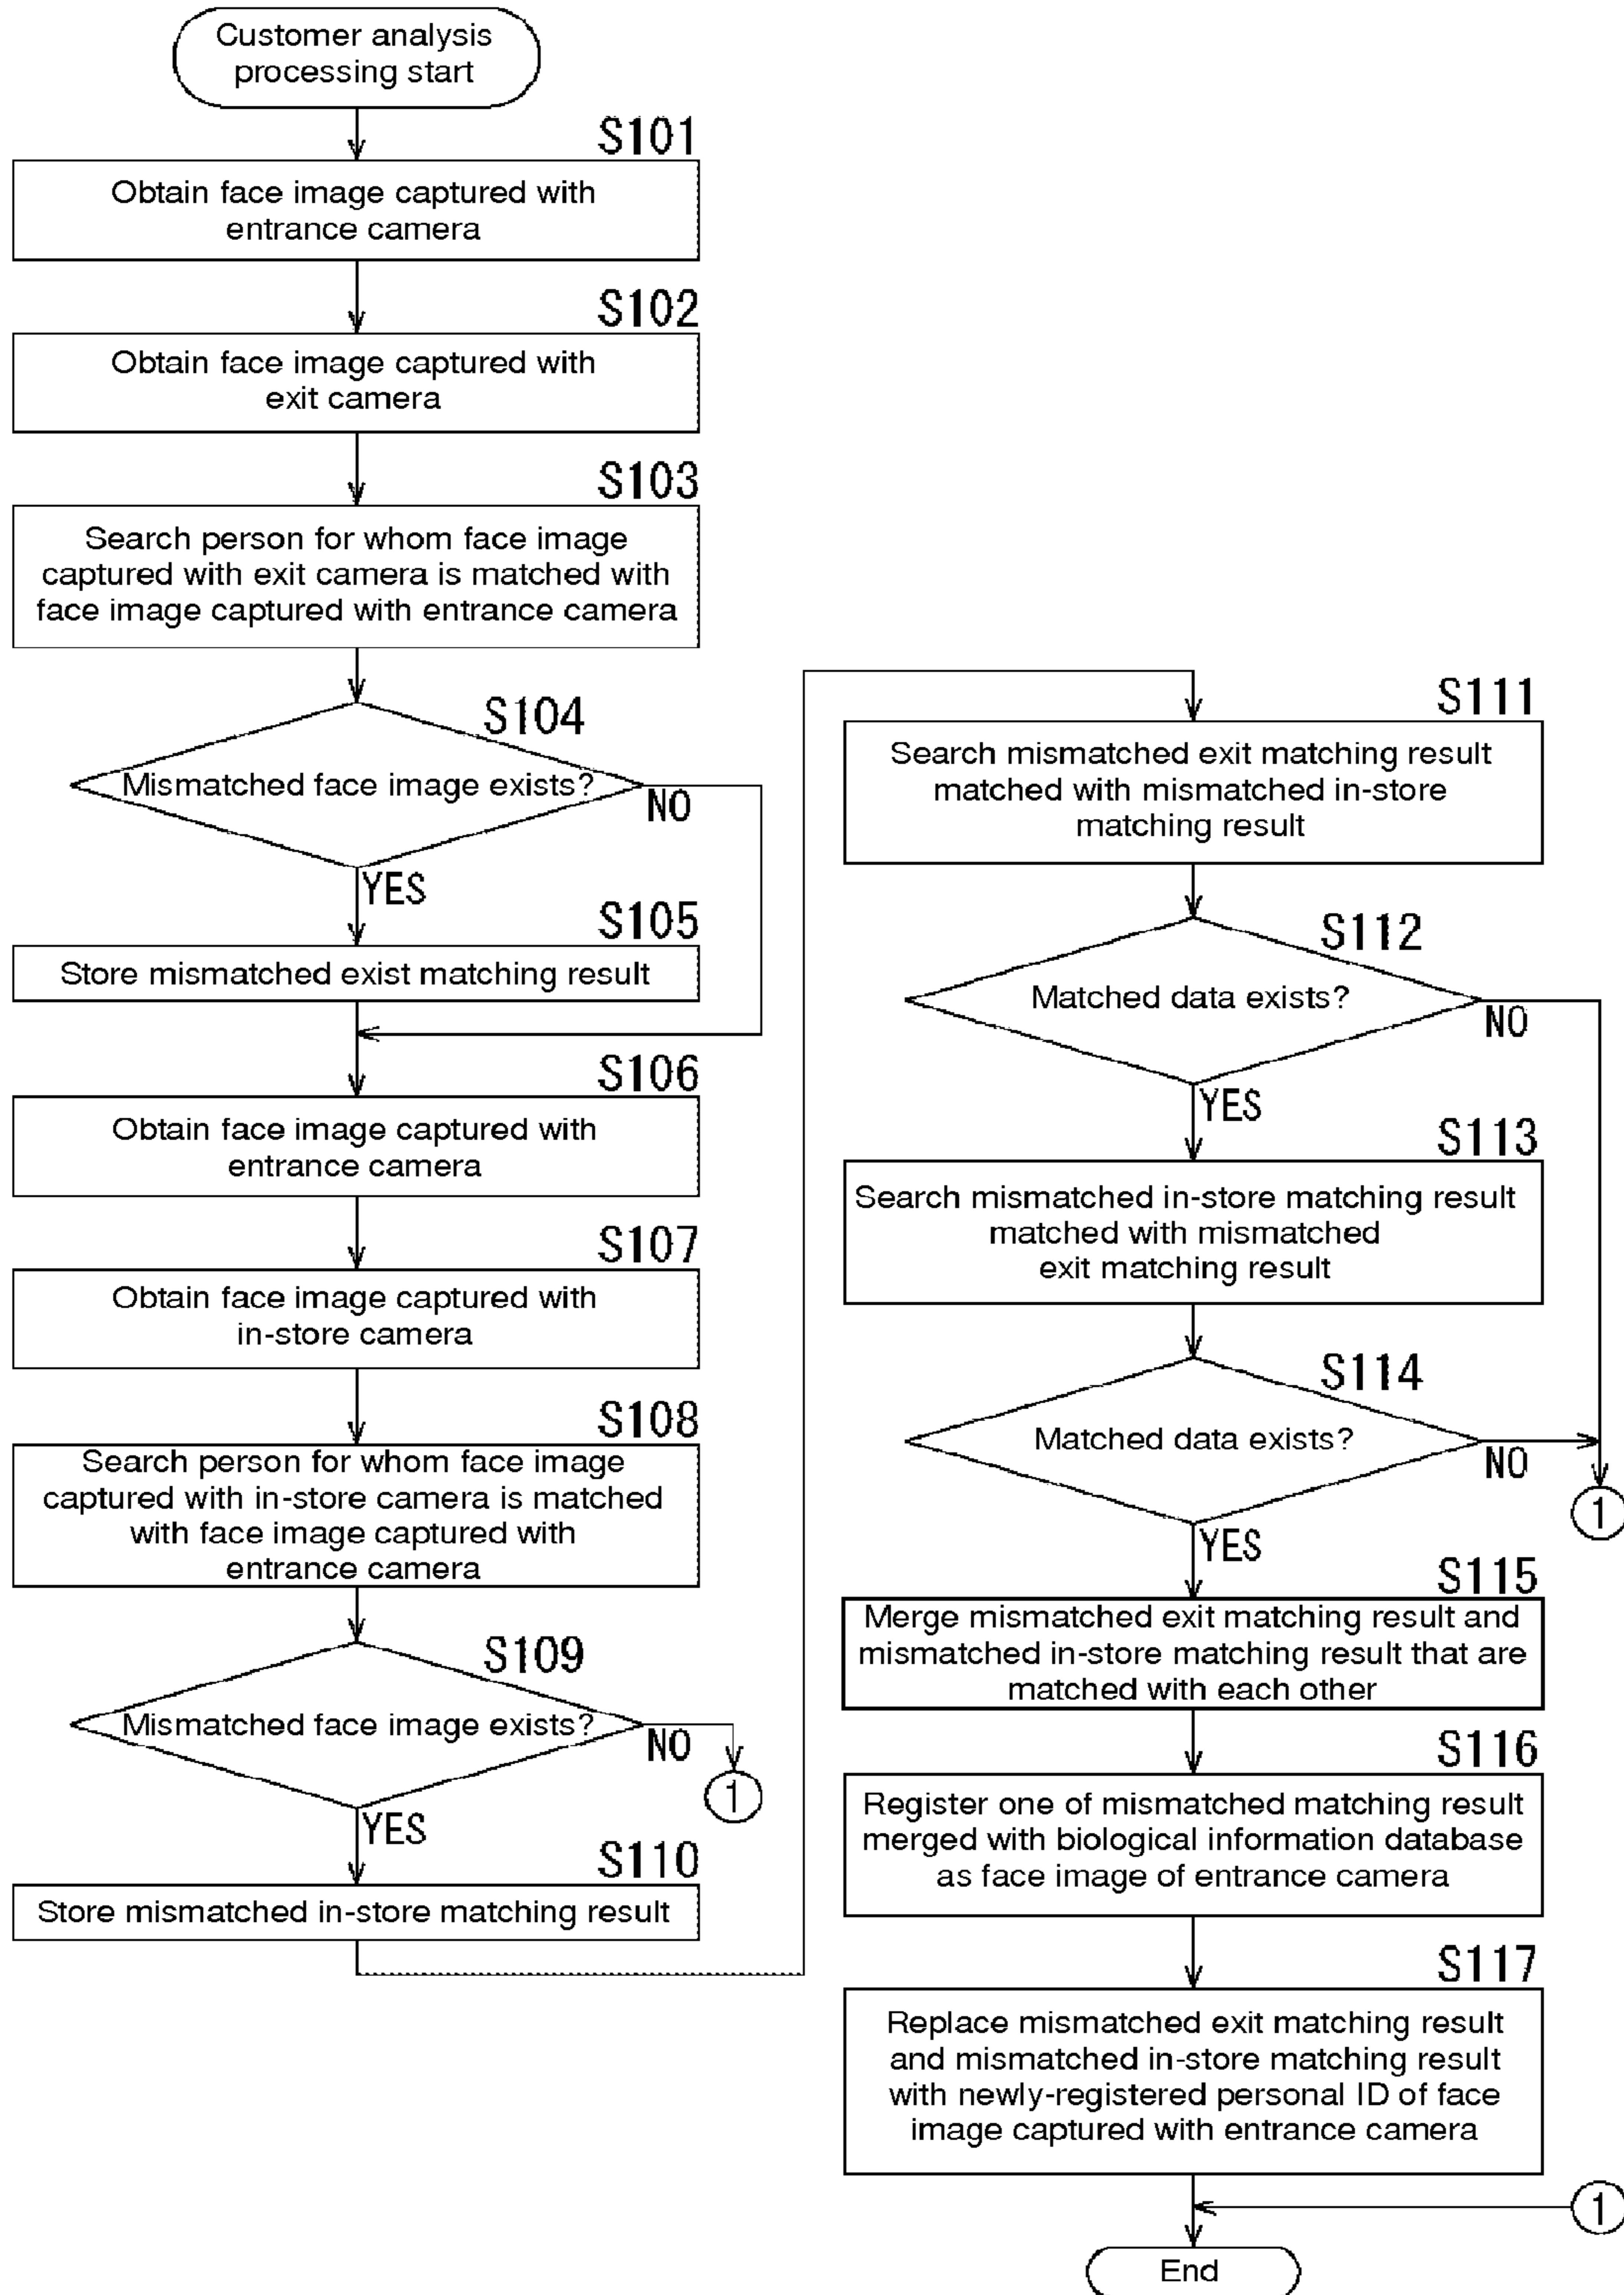 Customer analysis
processing start
S101
Obtain face image captured with
entrance camera
S102
Obtain face image captured with
exit camera
S103
Search person for whom face image
captured with exit camera is matched with
face image captured with entrance camera
S104
Mismatched face image exists?
NO
YES
S105
Store mismatched exist matching result
S106
Obtain face image captured with
entrance camera
S107
Obtain face image captured with
in-store camera
S108
Search person for whom face image
captured with in-store camera is matched
with face image captured with
entrance camera
S109
Mismatched face image exists?
NO
1
YES
S110
Store mismatched in-store matching result
S111
Search mismatched exit matching result
matched with mismatched in-store
matching result
S112
Matched data exists?
NO
YES
S113
Search mismatched in-store matching result
matched with mismatched
exit matching result
S114
Matched data exists?
NO
1
YES
S115
Merge mismatched exit matching result and
mismatched in-store matching result that are
matched with each other
S116
Register one of mismatched matching result
merged with biological information database
as face image of entrance camera
S117
Replace mismatched exit matching result
and mismatched in-store matching result
with newly-registered personal ID of face
image captured with entrance camera
1
End